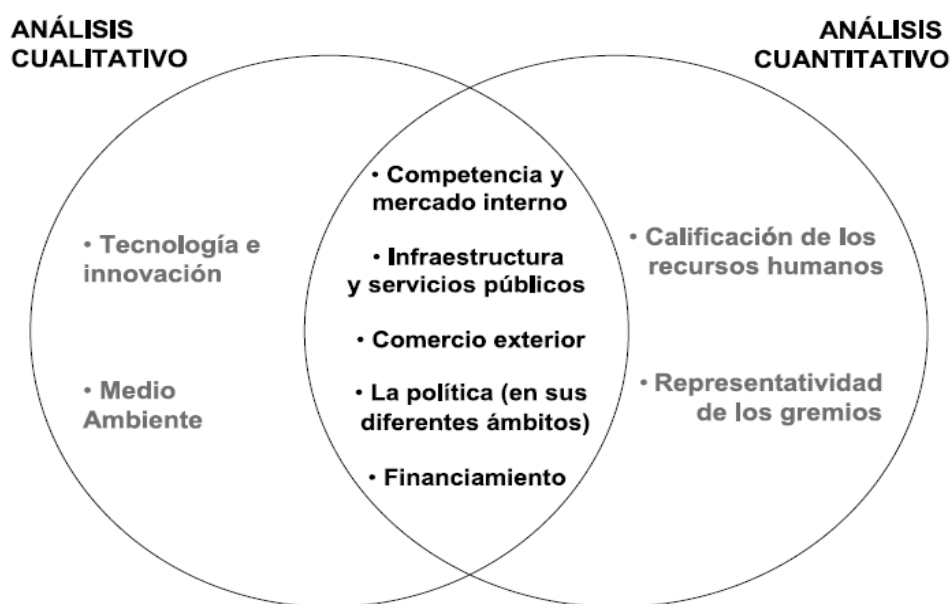 ANÁLISIS
CUALITATIVO
ANÁLISIS
CUANTITATIVO
• Tecnología e
innovación
• Medio
Ambiente
• Competencia y
mercado interno
• Infraestructura
y servicios públicos
• Comercio exterior
• La política (en sus
diferentes ámbitos)
• Financiamiento
• Calificación de los
recursos humanos
• Representatividad
de los gremios